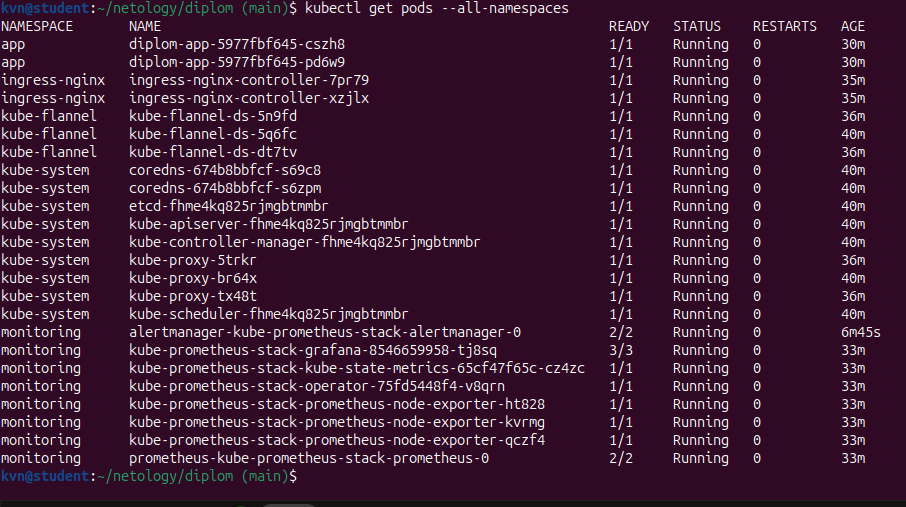 kvn@student:~/netology/diplom (main)$ kubectl get pods --all-namespaces
NAMESPACE NAME READY STATUS RESTARTS AGE
app diplom-app-5977fbf645-cszh8 1/1 Running 0 30m
app diplom-app-5977fbf645-pd6w9 1/1 Running 0 30m
ingress-nginx ingress-nginx-controller-7pr79 1/1 Running 0 35m
ingress-nginx ingress-nginx-controller-xzjlx 1/1 Running 0 35m
kube-flannel kube-flannel-ds-5n9fd 1/1 Running 0 36m
kube-flannel kube-flannel-ds-5q6fc 1/1 Running 0 40m
kube-flannel kube-flannel-ds-dt7tv 1/1 Running 0 36m
kube-system coredns-674b8bbfcf-s69c8 1/1 Running 0 40m
kube-system coredns-674b8bbfcf-s6zpm 1/1 Running 0 40m
kube-system etcd-fhme4kq825rjmgbtmmbr 1/1 Running 0 40m
kube-system kube-apiserver-fhme4kq825rjmgbtmmbr 1/1 Running 0 40m
kube-system kube-controller-manager-fhme4kq825rjmgbtmmbr 1/1 Running 0 40m
kube-system kube-proxy-5trkr 1/1 Running 0 36m
kube-system kube-proxy-br64x 1/1 Running 0 40m
kube-system kube-proxy-tx48t 1/1 Running 0 36m
kube-system kube-scheduler-fhme4kq825rjmgbtmmbr 1/1 Running 0 40m
monitoring alertmanager-kube-prometheus-stack-alertmanager-0 2/2 Running 0 6m45s
monitoring kube-prometheus-stack-grafana-8546659958-tj8sq 3/3 Running 0 33m
monitoring kube-prometheus-stack-kube-state-metrics-65cf47f65c-cz4zc 1/1 Running 0 33m
monitoring kube-prometheus-stack-operator-75fd5448f4-v8qrn 1/1 Running 0 33m
monitoring kube-prometheus-stack-prometheus-node-exporter-ht828 1/1 Running 0 33m
monitoring kube-prometheus-stack-prometheus-node-exporter-kvrmg 1/1 Running 0 33m
monitoring kube-prometheus-stack-prometheus-node-exporter-qczf4 1/1 Running 0 33m
monitoring prometheus-kube-prometheus-stack-prometheus-0 2/2 Running 0 33m
kvn@student:~/netology/diplom (main)$